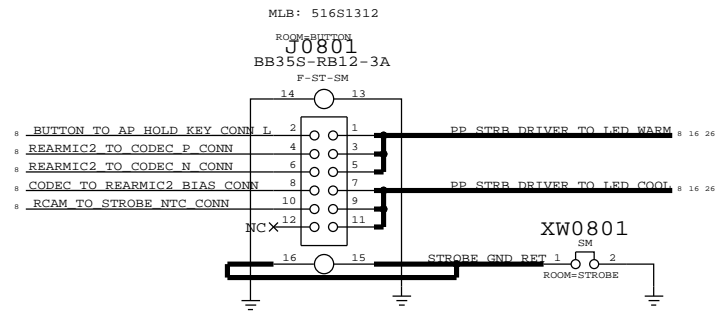 MLB: 516S1312
ROOM=BUTTON
J0801
BB35S-RB12-3A
F-ST-SM
14 13
8 BUTTON_TO_AP_HOLD_KEY_CONN_L 2 1 PP_STRB_DRIVER_TO_LED_WARM 8 16 26
8 REARMIC2_TO_CODEC_P_CONN 4 3
8 REARMIC2_TO_CODEC_N_CONN 6 5
8 CODEC_TO_REARMIC2_BIAS_CONN 8 7 PP_STRB_DRIVER_TO_LED_COOL 8 16 26
8 RCAM_TO_STROBE_NTC_CONN 10 9
NC 12 11
XW0801
SM
16 15 STROBE_GND_RET 1 2
ROOM=STROBE